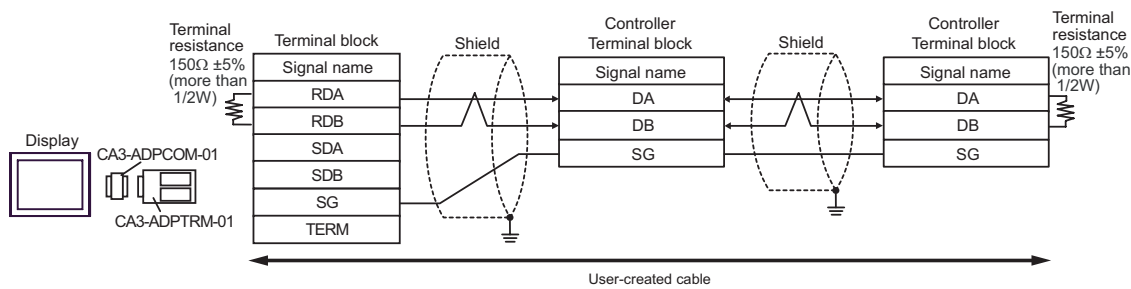 Display
CA3-ADPCOM-01
CA3-ADPTRM-01
Terminal
resistance
150Ω ±5%
(more than
1/2W)
Terminal block
Signal name
RDA
RDB
SDA
SDB
SG
TERM
Shield
Controller
Terminal block
Signal name
DA
DB
SG
Shield
Controller
Terminal block
Signal name
DA
DB
SG
Terminal
resistance
150Ω ±5%
(more than
1/2W)
User-created cable